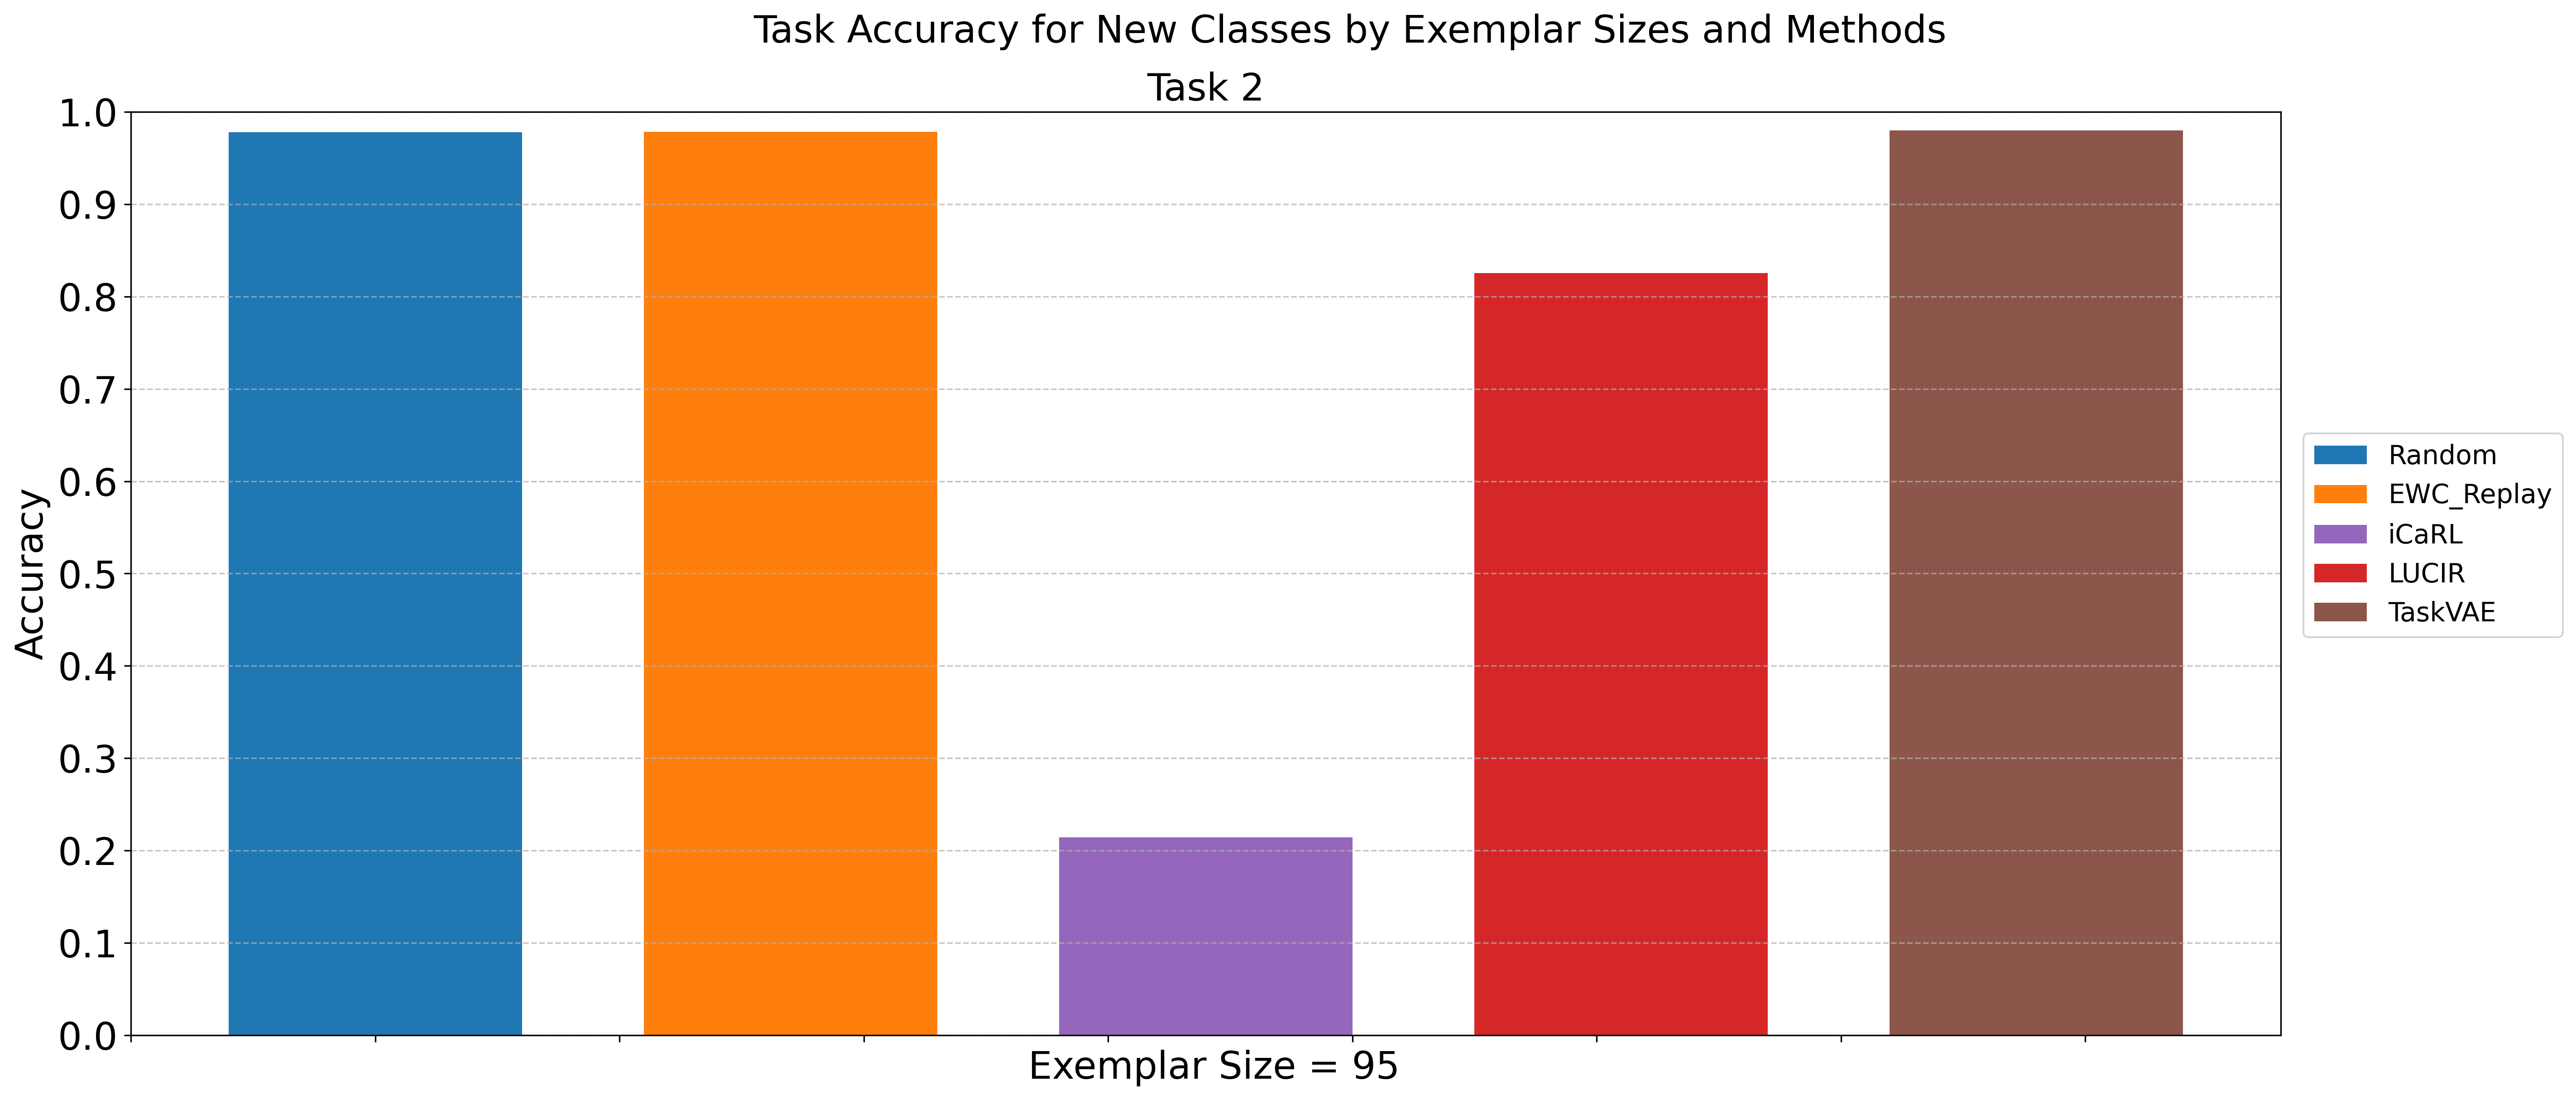 Task Accuracy for New Classes by Exemplar Sizes and Methods
Task 2
1.0
0.9
0.8
0.7
0.6
0.5
0.4
0.3
0.2
0.1
0.0
Accuracy
Exemplar Size = 95
Random
EWC_Replay
iCaRL
LUCIR
TaskVAE